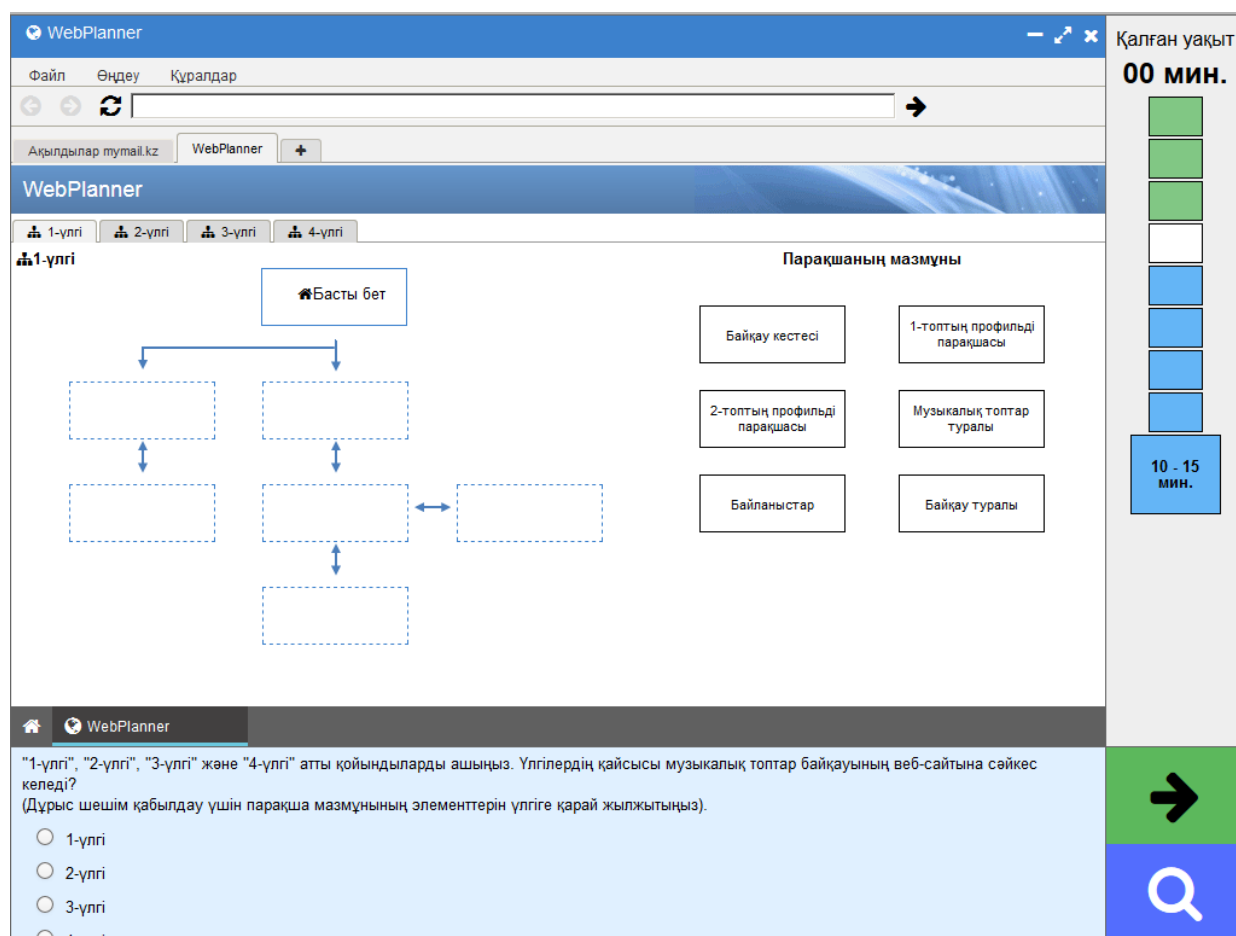 WebPlanner
Қалған уақыт
00 мин.
Файл Өңдеу Құралдар
Ақылдылар mymail.kz WebPlanner
WebPlanner
1-үлгі 2-үлгі 3-үлгі 4-үлгі
1-үлгі
Парақшаның мазмұны
Басты бет
Байқау кестесі
1-топтың профильді
парақшасы
2-топтың профильді
парақшасы
Музыкалық топтар
туралы
Байланыстар
Байқау туралы
10 - 15
мин.
WebPlanner
"1-үлгі", "2-үлгі", "3-үлгі" және "4-үлгі" атты қойындыларды ашыңыз. Үлгілердің қайсысы музыкалық топтар байқауының веб-сайтына сәйкес
келеді?
(Дұрыс шешім қабылдау үшін парақша мазмұнының элементтерін үлгіге қарай жылжытыңыз).
1-үлгі
2-үлгі
3-үлгі